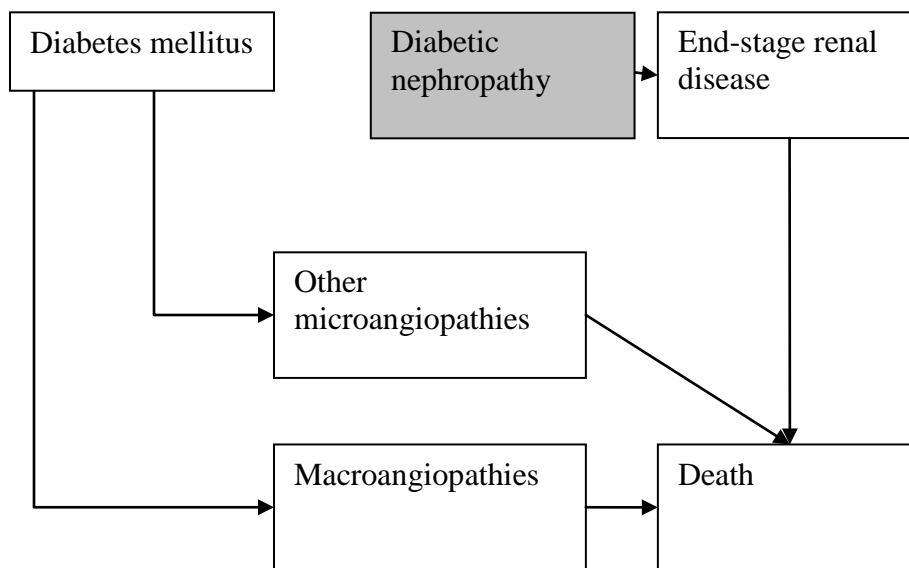 Diabetes mellitus
Diabetic
nephropathy
End-stage renal
disease
Other
microangiopathies
Macroangiopathies
Death